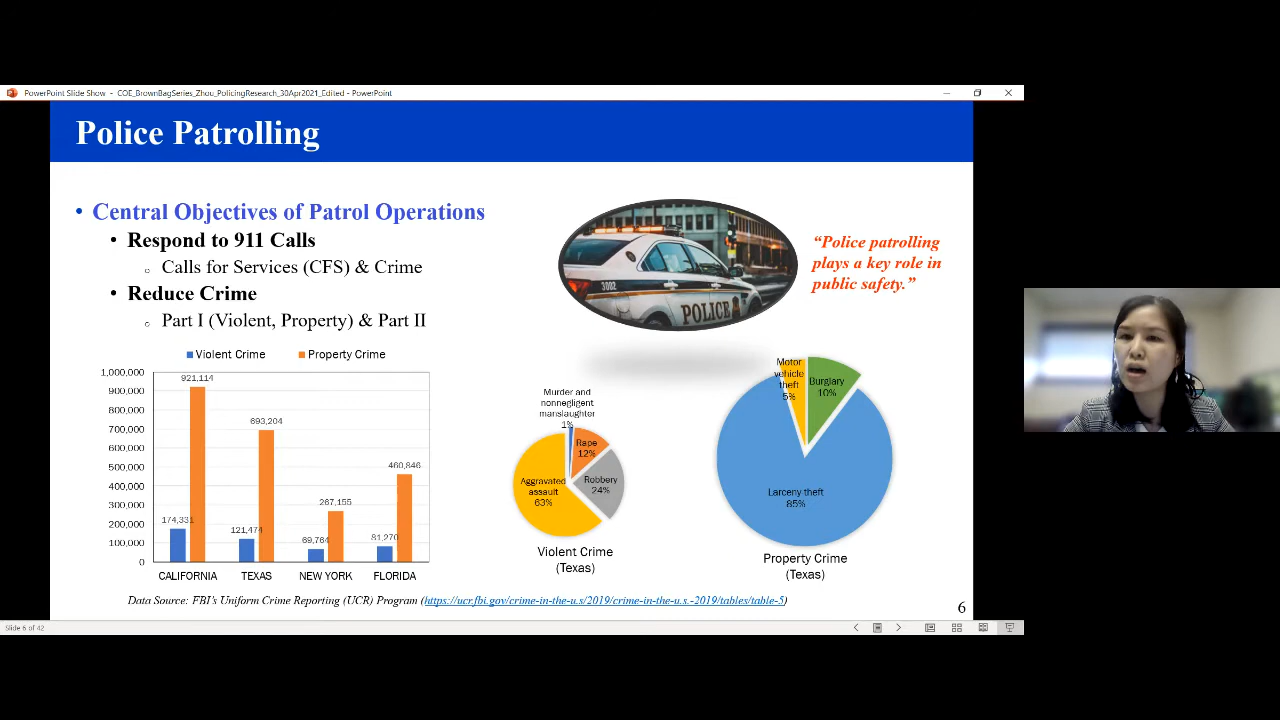 PowerPoint Slide Show - COE_BrownBagSeries_Zhou_PolicingResearch_30Apr2021_Edited - PowerPoint
Police Patrolling
• Central Objectives of Patrol Operations
• Respond to 911 Calls
○ Calls for Services (CFS) & Crime
• Reduce Crime
○ Part I (Violent, Property) & Part II
3002
POLICE
“Police patrolling
plays a key role in
public safety.”
Violent Crime Property Crime
1,000,000
900,000
800,000
700,000
600,000
500,000
400,000
300,000
200,000
100,000
0
174,331
921,114
121,474
693,204
69,764
267,155
81,270
460,846
CALIFORNIA TEXAS NEW YORK FLORIDA
Murder and
nonnegligent
manslaughter
1%
Rape
12%
Robbery
24%
Aggravated
assault
63%
Violent Crime
(Texas)
Motor
vehicle
theft
5%
Burglary
10%
Larceny theft
85%
Property Crime
(Texas)
Data Source: FBI's Uniform Crime Reporting (UCR) Program (https://ucr.fbi.gov/crime-in-the-u.s/2019/crime-in-the-u.s.-2019/tables/table-5)
6
Slide 6 of 42